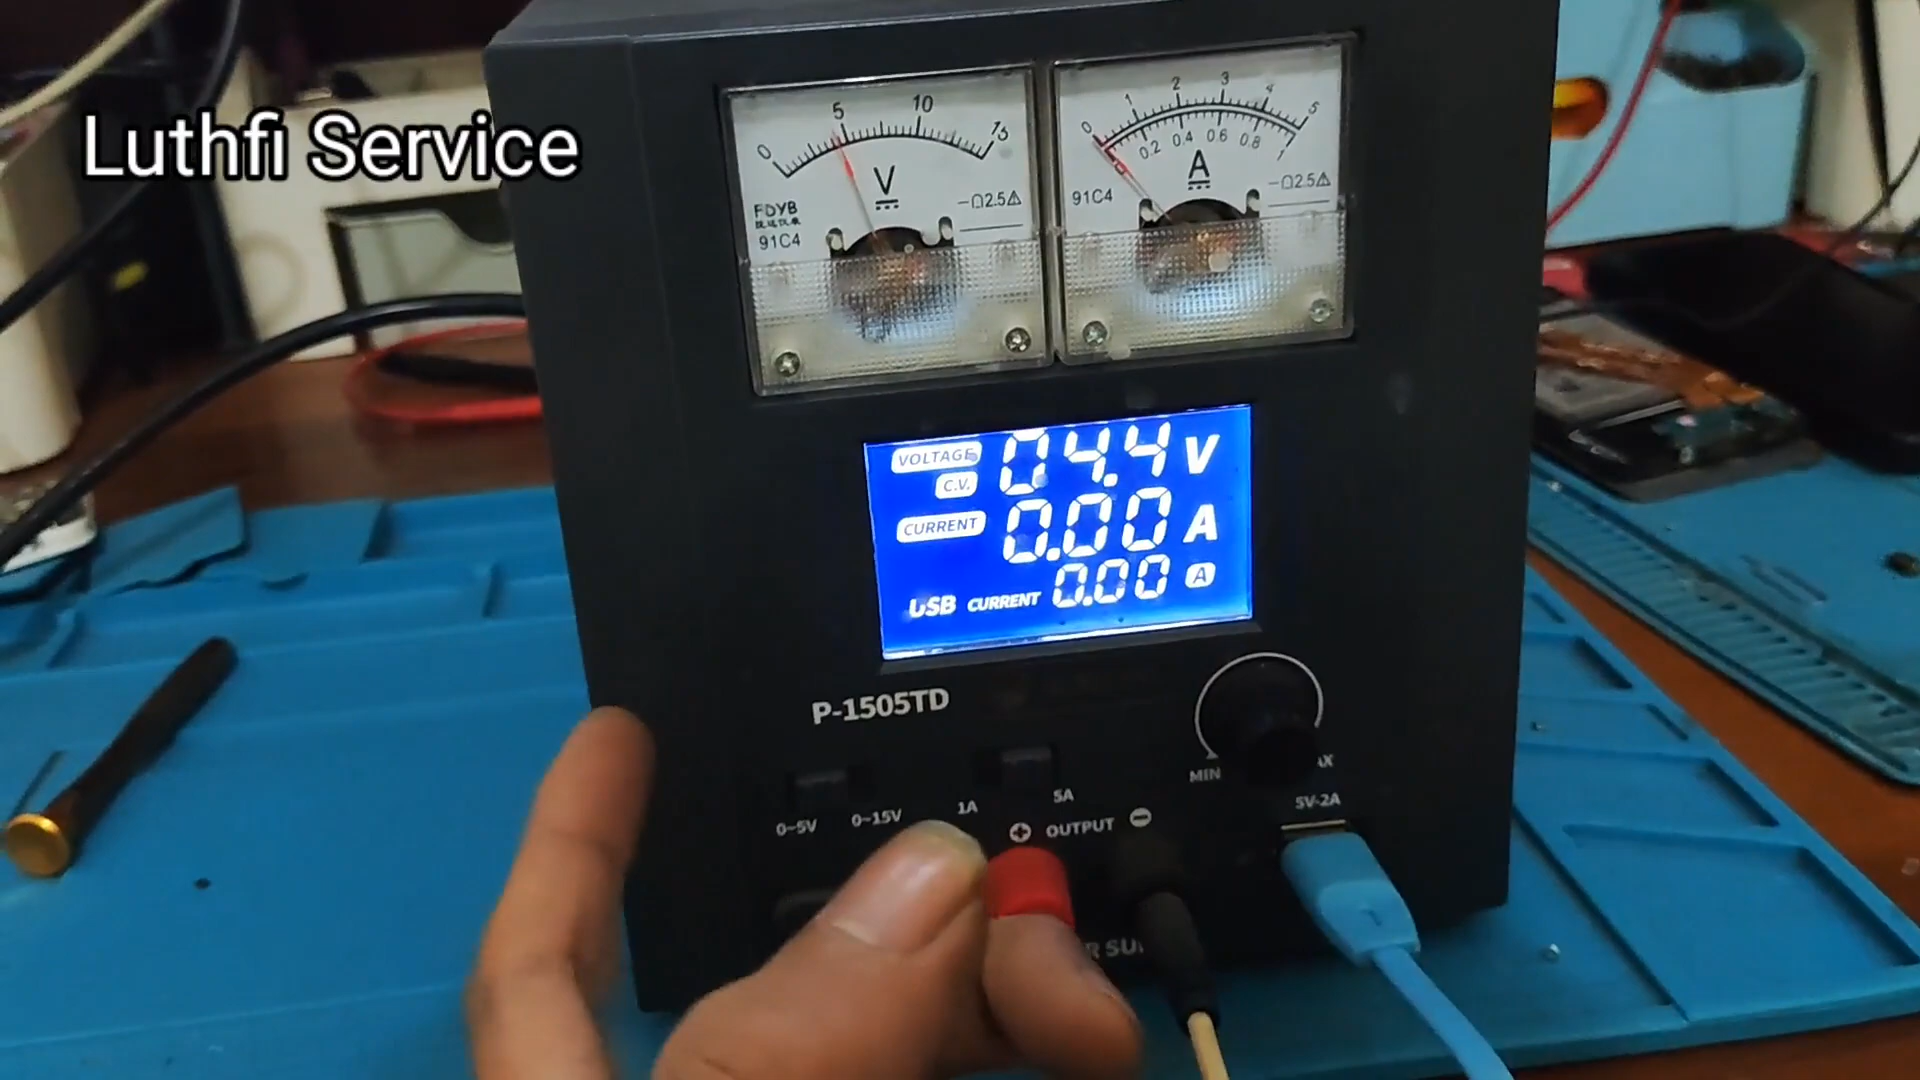 Luthfi Service
0 5 10 15
V
FDYB
91C4
2.5
0 1 2 3 4 5
0.2 0.4 0.6 0.8 1
A
91C4
2.5
VOLTAGE 04.4 V
C.V.
CURRENT 0.00 A
USB CURRENT 0.00 A
P-1505TD
MIN
0~5V 0~15V 1A 5A 5V-2A
+ OUTPUT -